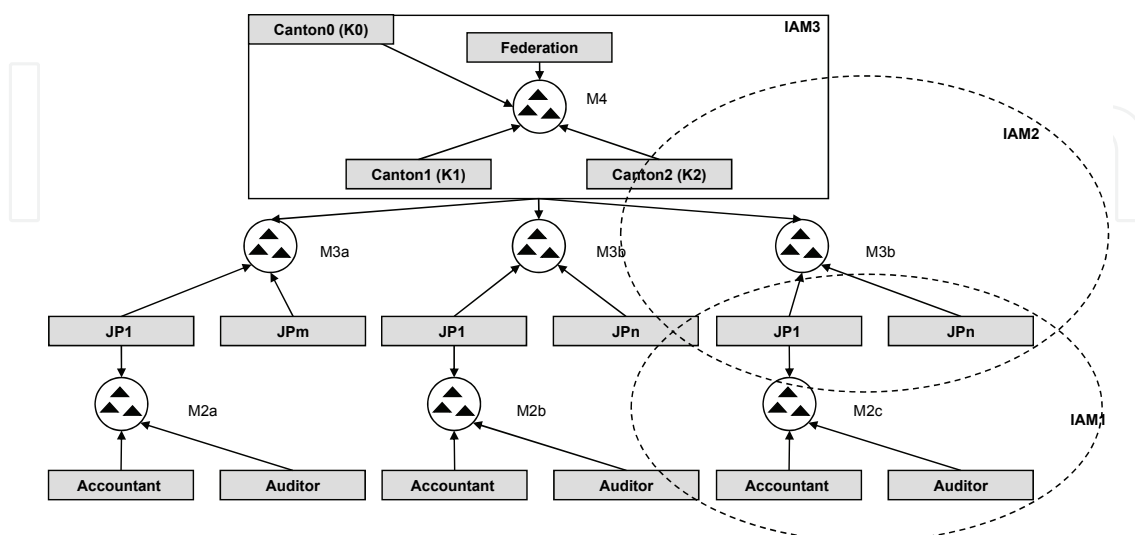 Canton0 (K0)
IAM3
Federation
M4
IAM2
Canton1 (K1)
Canton2 (K2)
M3a
M3b
M3b
JP1
JPm
JP1
JPn
JP1
JPn
M2a
M2b
M2c
IAM1
Accountant
Auditor
Accountant
Auditor
Accountant
Auditor